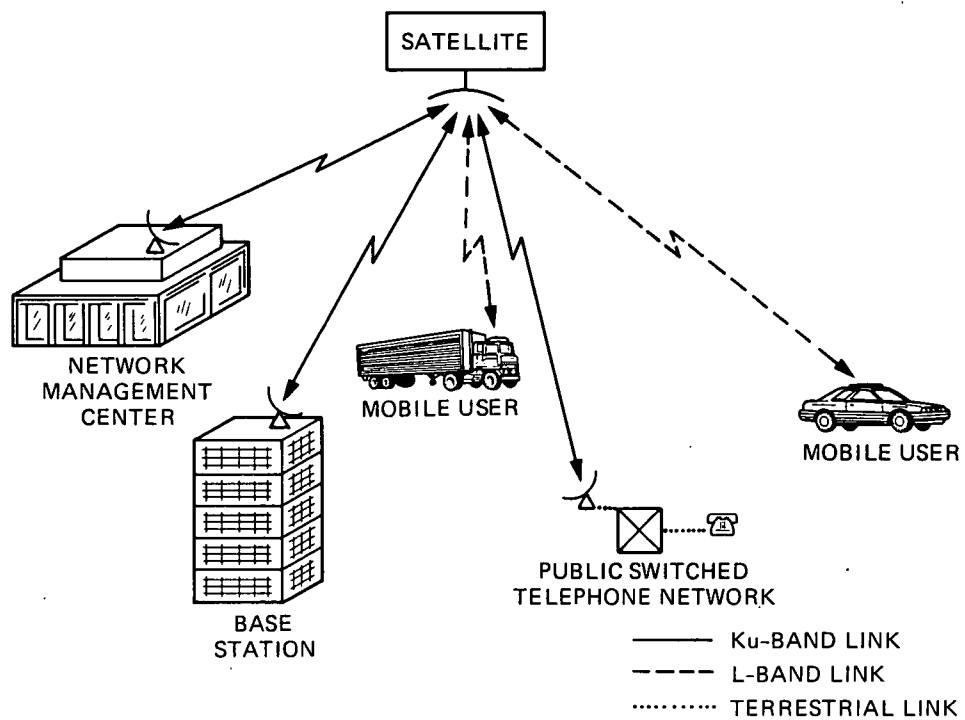 SATELLITE
NETWORK
MANAGEMENT
CENTER
MOBILE USER
MOBILE USER
BASE
STATION
PUBLIC SWITCHED
TELEPHONE NETWORK
Ku-BAND LINK
L-BAND LINK
TERRESTRIAL LINK